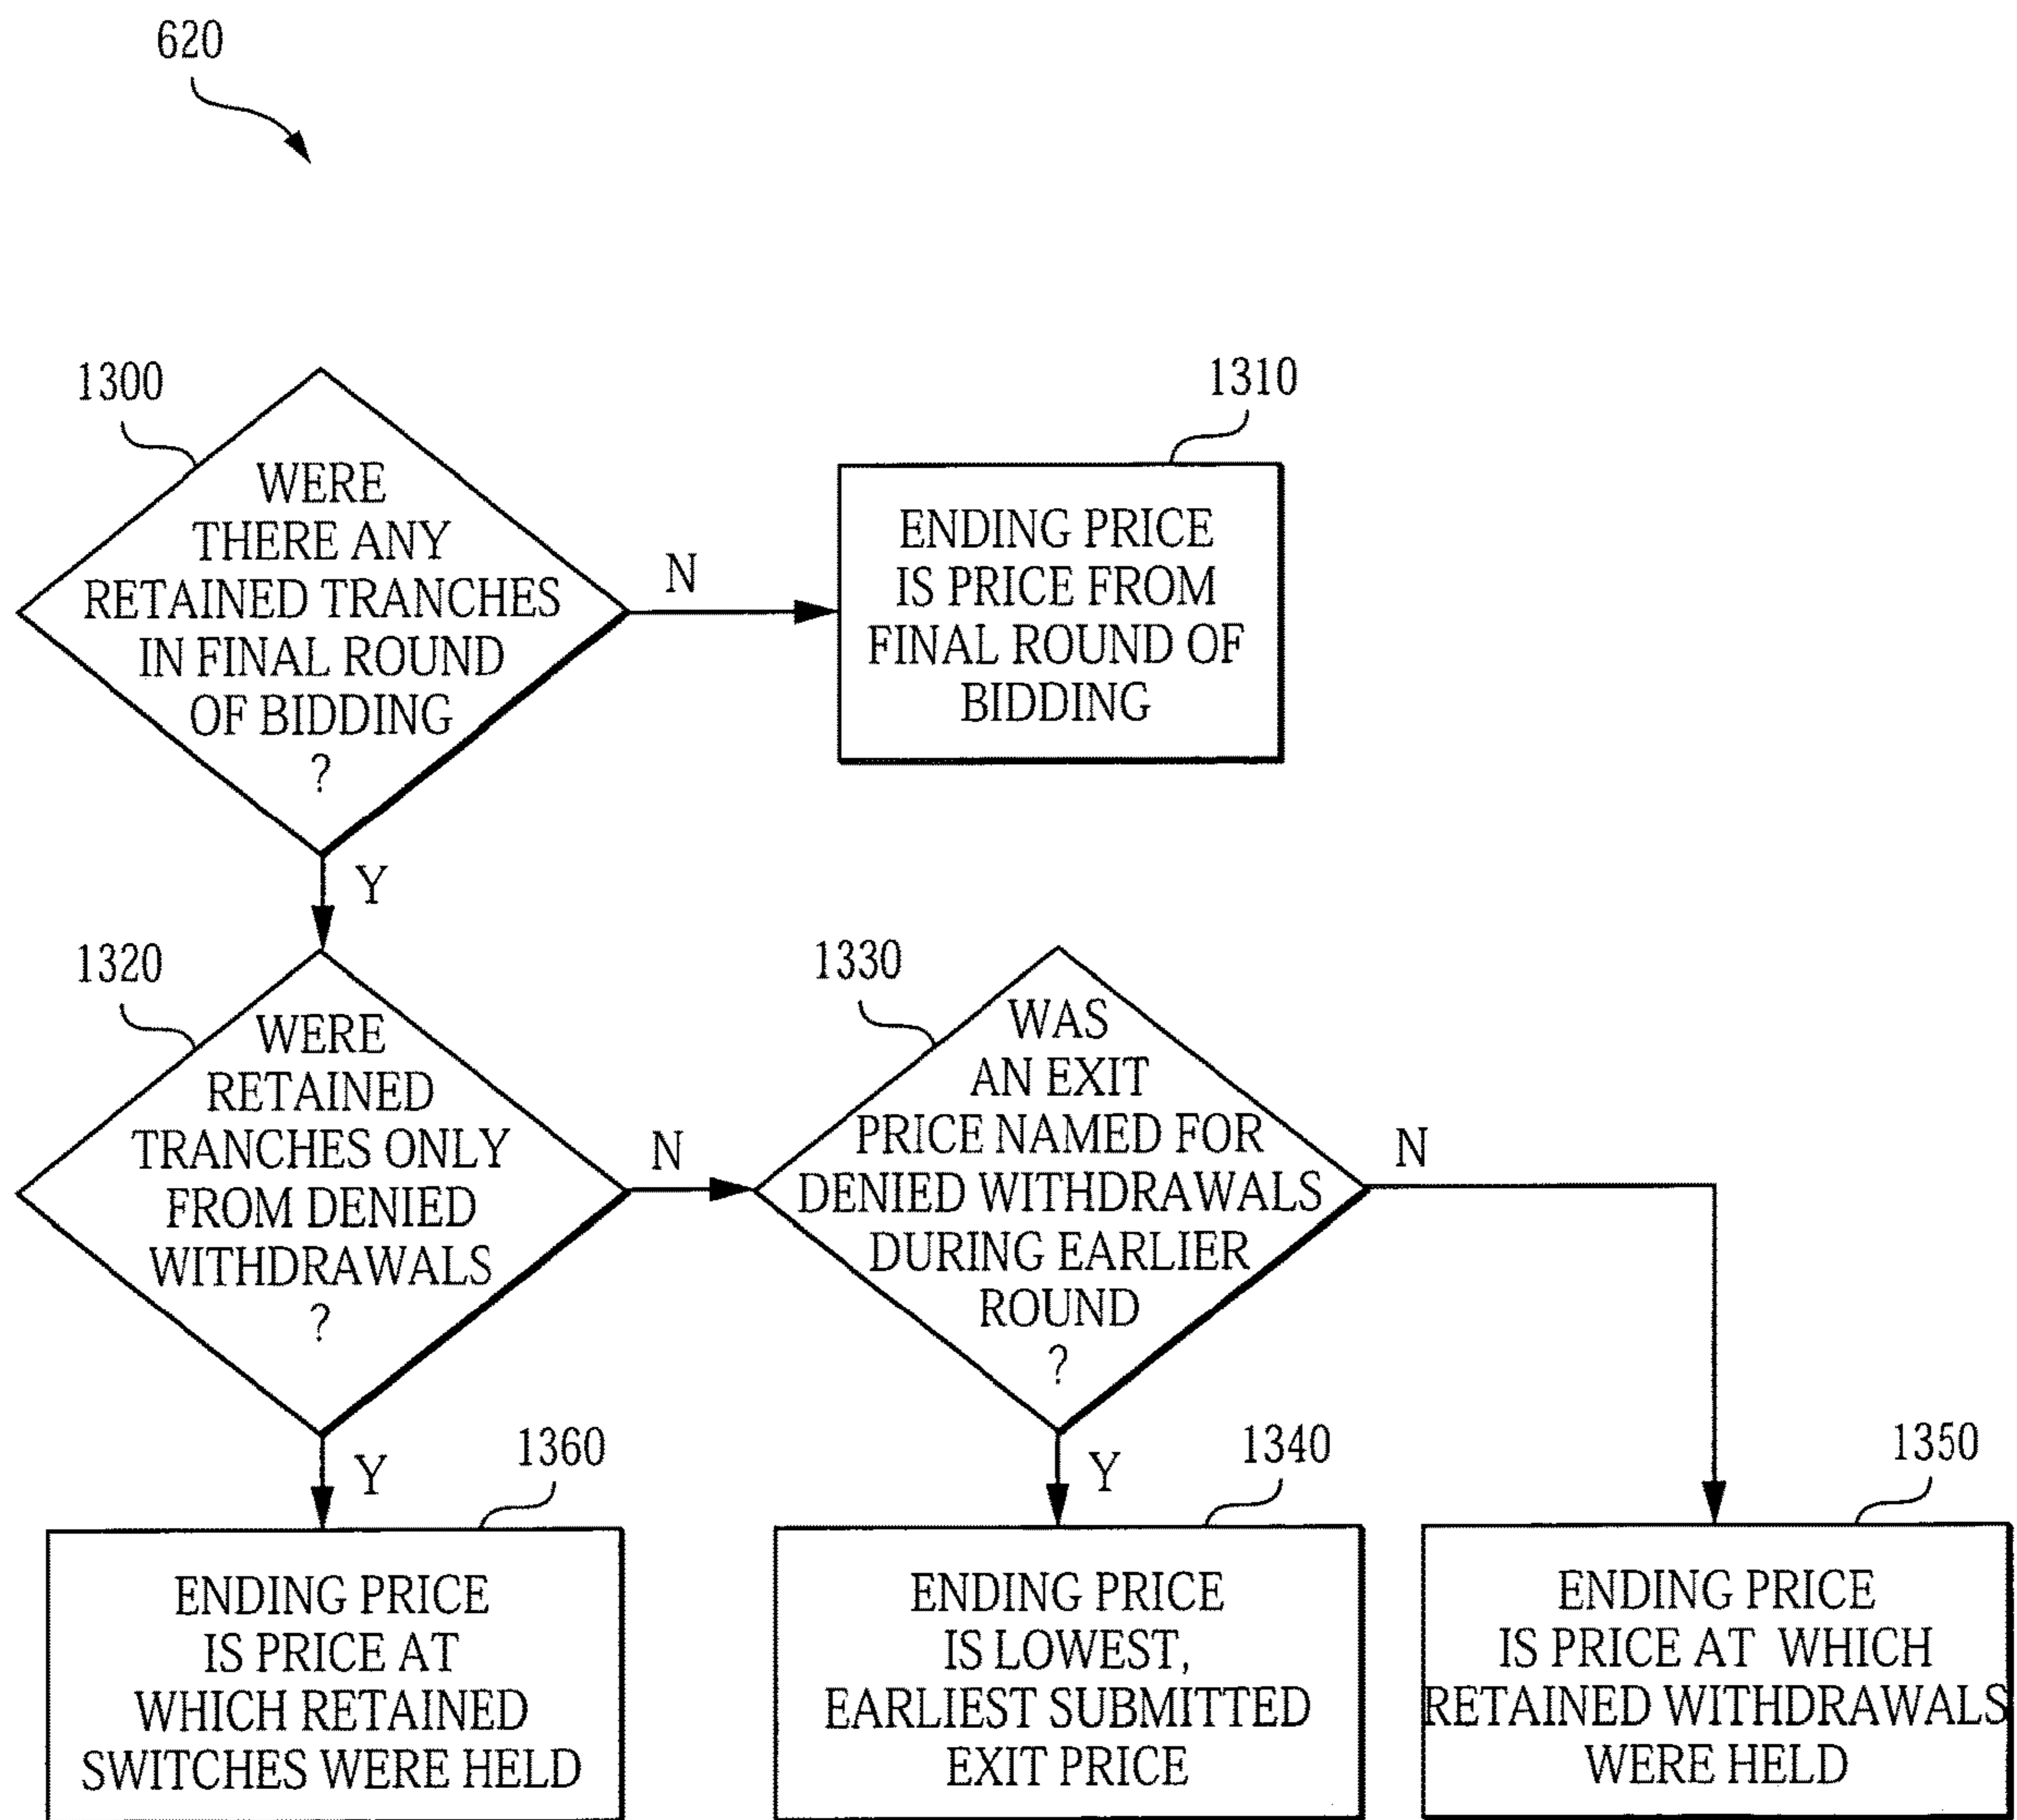 620
1300
WERE
THERE ANY
RETAINED TRANCHES
IN FINAL ROUND
OF BIDDING
?
N
1310
ENDING PRICE
IS PRICE FROM
FINAL ROUND OF
BIDDING
Y
1320
WERE
RETAINED
TRANCHES ONLY
FROM DENIED
WITHDRAWALS
?
N
1330
WAS
AN EXIT
PRICE NAMED FOR
DENIED WITHDRAWALS
DURING EARLIER
ROUND
?
N
Y
1360
ENDING PRICE
IS PRICE AT
WHICH RETAINED
SWITCHES WERE HELD
Y
1340
ENDING PRICE
IS LOWEST,
EARLIEST SUBMITTED
EXIT PRICE
1350
ENDING PRICE
IS PRICE AT WHICH
RETAINED WITHDRAWALS
WERE HELD